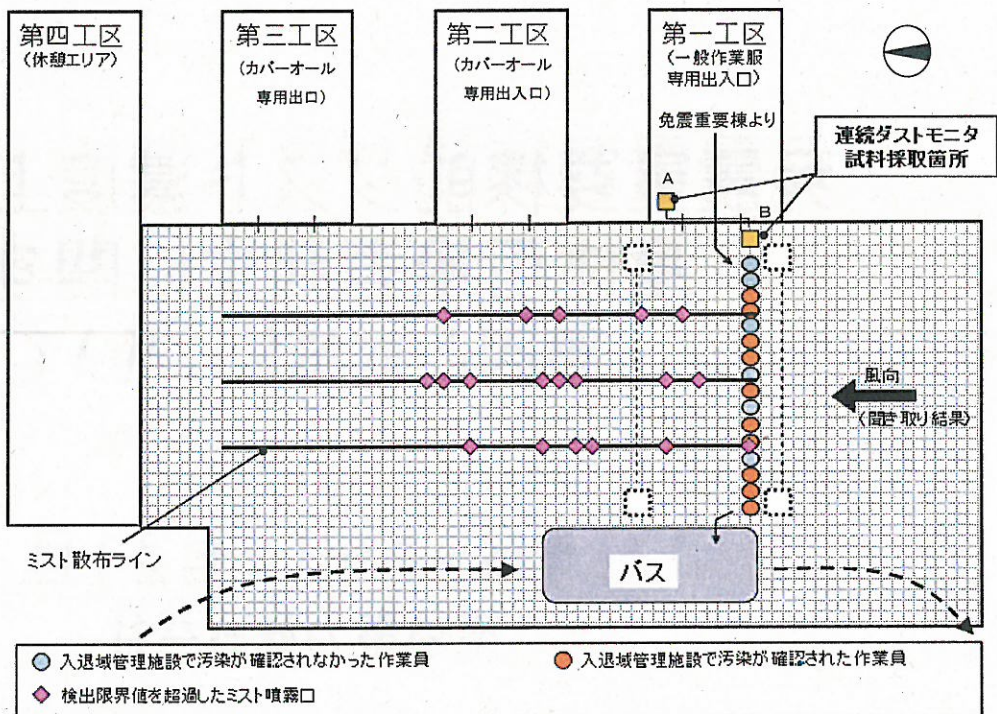 第四工区
(休憩エリア)
第三工区
(カバーオール
専用出口)
第二工区
(カバーオール
専用出入口)
第一工区
(一般作業服
専用出入口)
免震重要棟より
連続ダストモニタ
試料採取箇所
A
B
風向
(聞き取り結果)
ミスト散布ライン
バス
入退域管理施設で汚染が確認されなかった作業員
入退域管理施設で汚染が確認された作業員
検出限界値を超過したミスト噴霧口